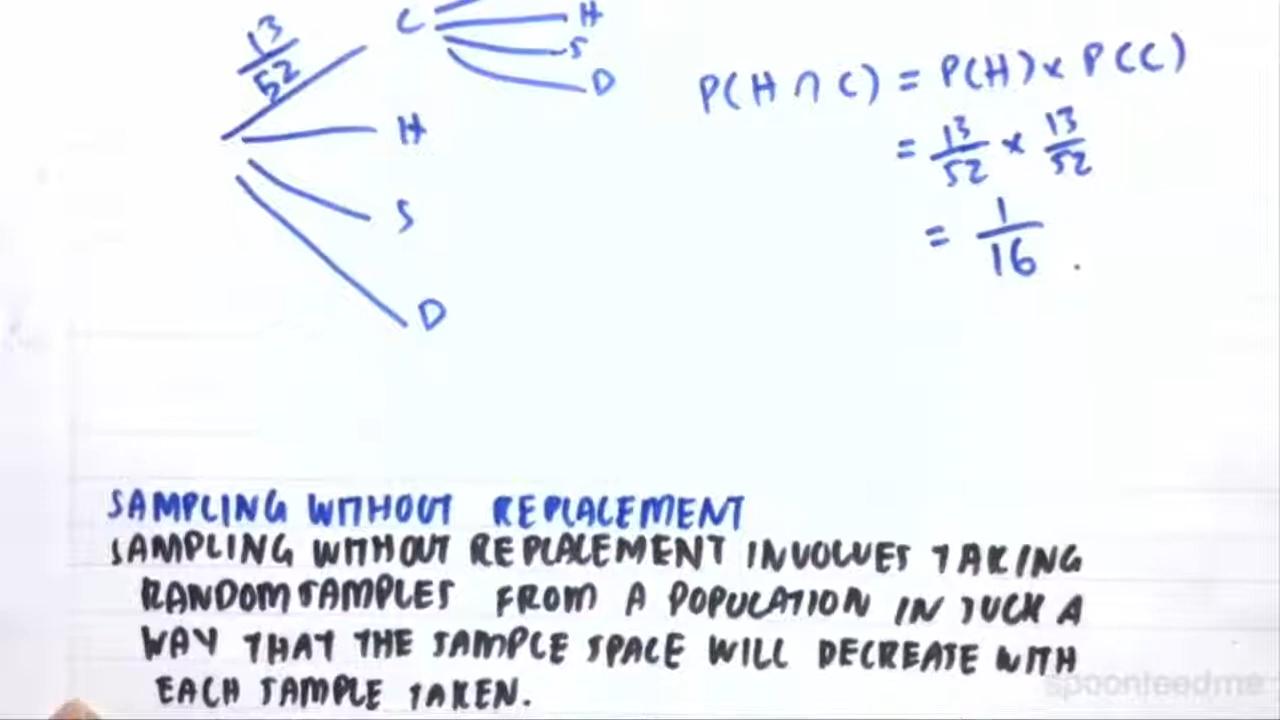 C H
S
D
13/52
H
S
D
P(H ∩ C) = P(H) × P(C)
= 13/52 × 13/52
= 1/16 .
SAMPLING WITHOUT REPLACEMENT
SAMPLING WITHOUT REPLACEMENT INVOLVES TAKING
RANDOM SAMPLES FROM A POPULATION IN SUCH A
WAY THAT THE SAMPLE SPACE WILL DECREASE WITH
EACH SAMPLE TAKEN.
spoonfeedme